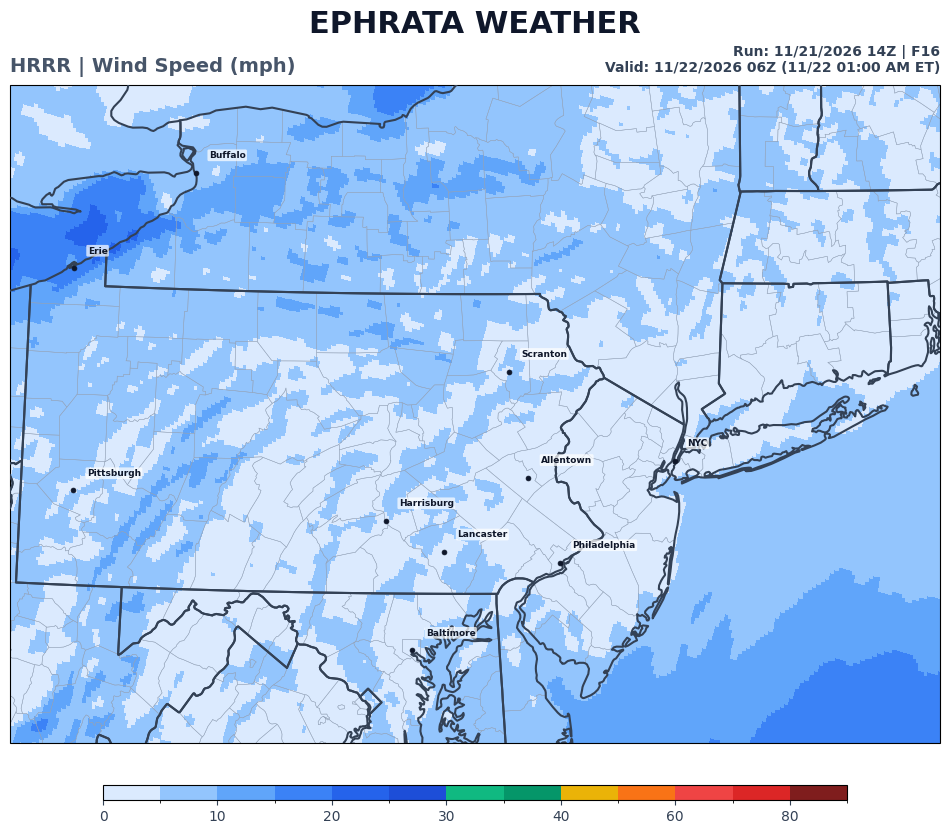 EPHRATA WEATHER
HRRR | Wind Speed (mph)
Run: 11/21/2026 14Z | F16
Valid: 11/22/2026 06Z (11/22 01:00 AM ET)
Buffalo
Erie
Scranton
NYC
Allentown
Pittsburgh
Harrisburg
Lancaster
Philadelphia
Baltimore
0 10 20 30 40 60 80